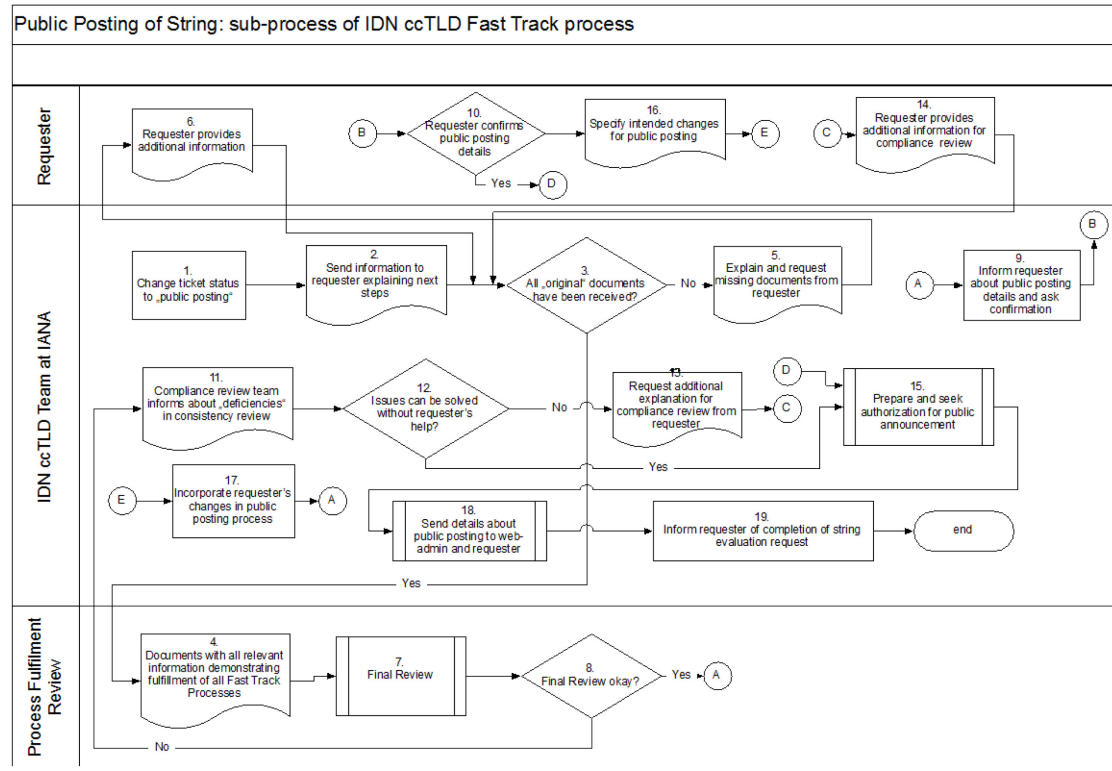 Public Posting of String: sub-process of IDN ccTLD Fast Track process
Requester
6.
Requester provides
additional information
B
10.
Requester confirms
public posting
details
Yes
D
16.
Specify intended changes
for public posting
E
C
14.
Requester provides
additional information for
compliance review
IDN ccTLD Team at IANA
1.
Change ticket status
to „public posting“
2.
Send information to
requester explaining next
steps
3.
All „original“ documents
have been received?
No
5.
Explain and request
missing documents from
requester
A
9.
Inform requester
about public posting
details and ask
confirmation
B
11.
Compliance review team
informs about „deficiencies“
in consistency review
12.
Issues can be solved
without requester's
help?
No
13.
Request additional
explanation for
compliance review from
requester
C
D
15.
Prepare and seek
authorization for public
announcement
Yes
E
17.
Incorporate requester's
changes in public
posting process
A
18.
Send details about
public posting to web-
admin and requester
19.
Inform requester of completion of string
evaluation request
end
Yes
Process Fulfilment
Review
4.
Documents with all relevant
information demonstrating
fulfillment of all Fast Track
Processes
7.
Final Review
8.
Final Review okay?
Yes
A
No